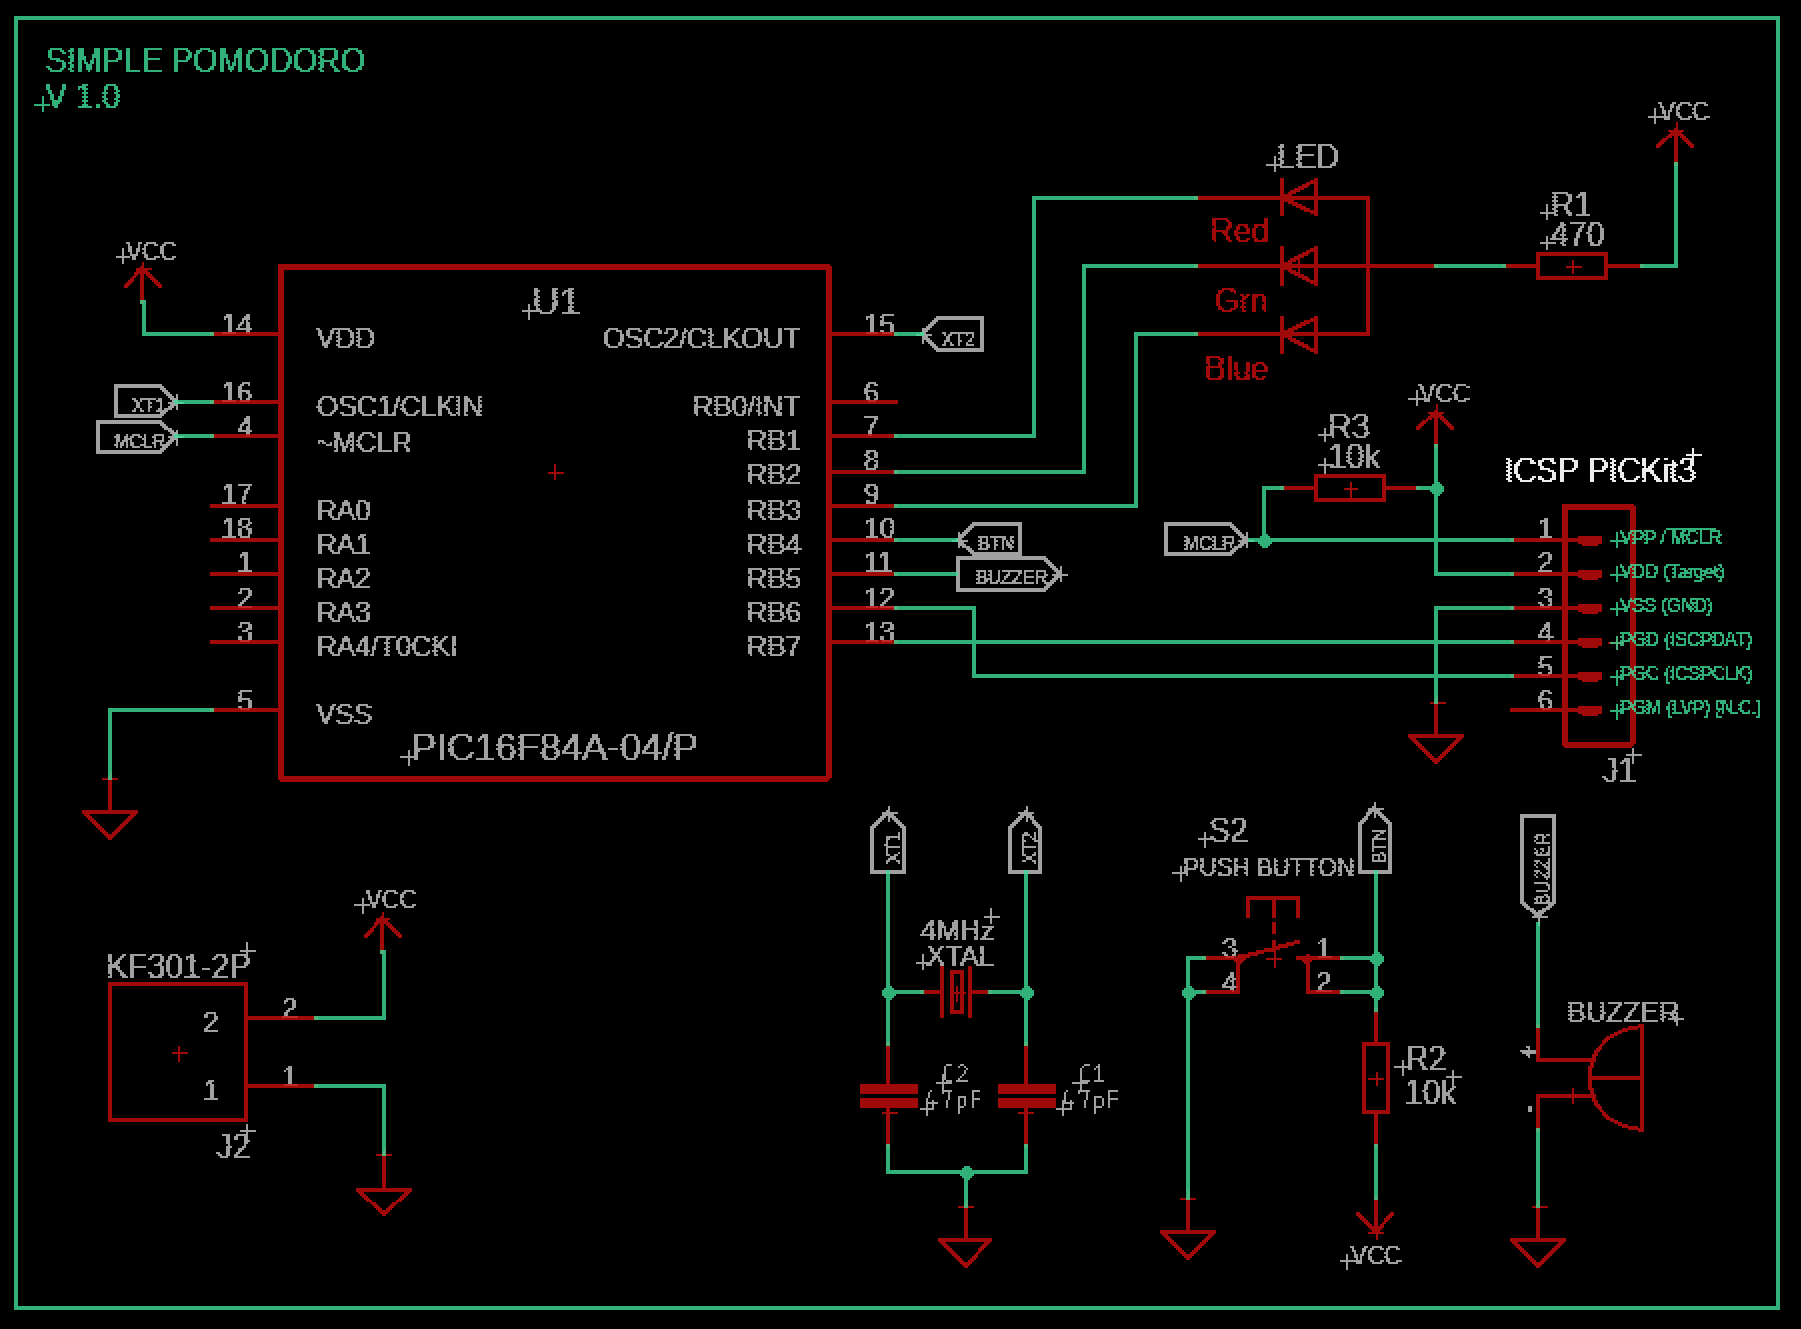 SIMPLE POMODORO
V 1.0
VCC
LED
Red
Grn
Blue
R1
470
VCC
U1
14 VDD
OSC2/CLKOUT 15 XT2
XT1 16 OSC1/CLKIN
RB0/INT 6
MCLR 4 ~MCLR
RB1 7
RB2 8
17 RA0
RB3 9
18 RA1
RB4 10 BTN
1 RA2
RB5 11 BUZZER
2 RA3
RB6 12
3 RA4/T0CKI
RB7 13
5 VSS
PIC16F84A-04/P
VCC
R3
10k
MCLR
ICSP PICKit3
1 VPP / MCLR
2 VDD (Target)
3 VSS (GND)
4 PGD (ISCPDAT)
5 PGC (ICSPCLK)
6 PGM (LVP) [N.C.]
J1
VCC
KF301-2P
2 2
1 1
J2
XT1
XT2
4MHz
XTAL
C2
47pF
C1
47pF
S2
PUSH BUTTON
BTN
3 1
4 2
R2
10k
VCC
BUZZER
BUZZER
+
-